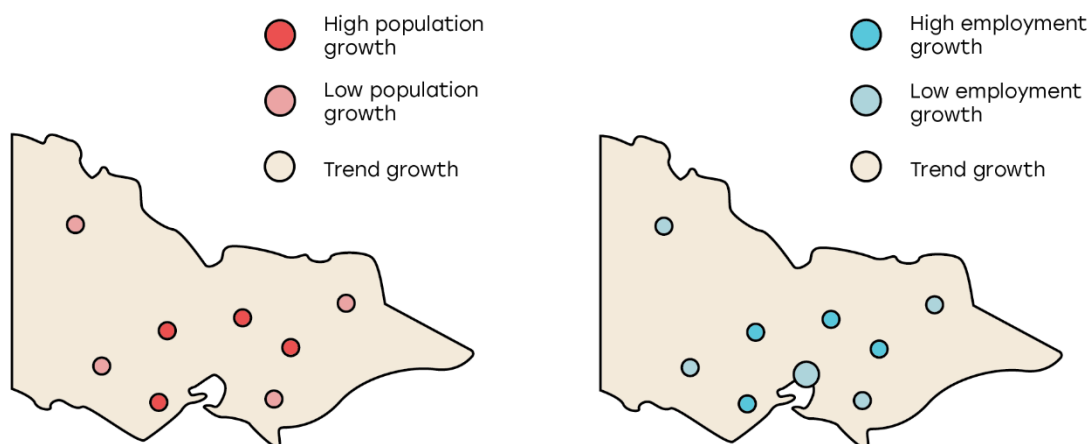 High population
growth
Low population
growth
Trend growth
High employment
growth
Low employment
growth
Trend growth